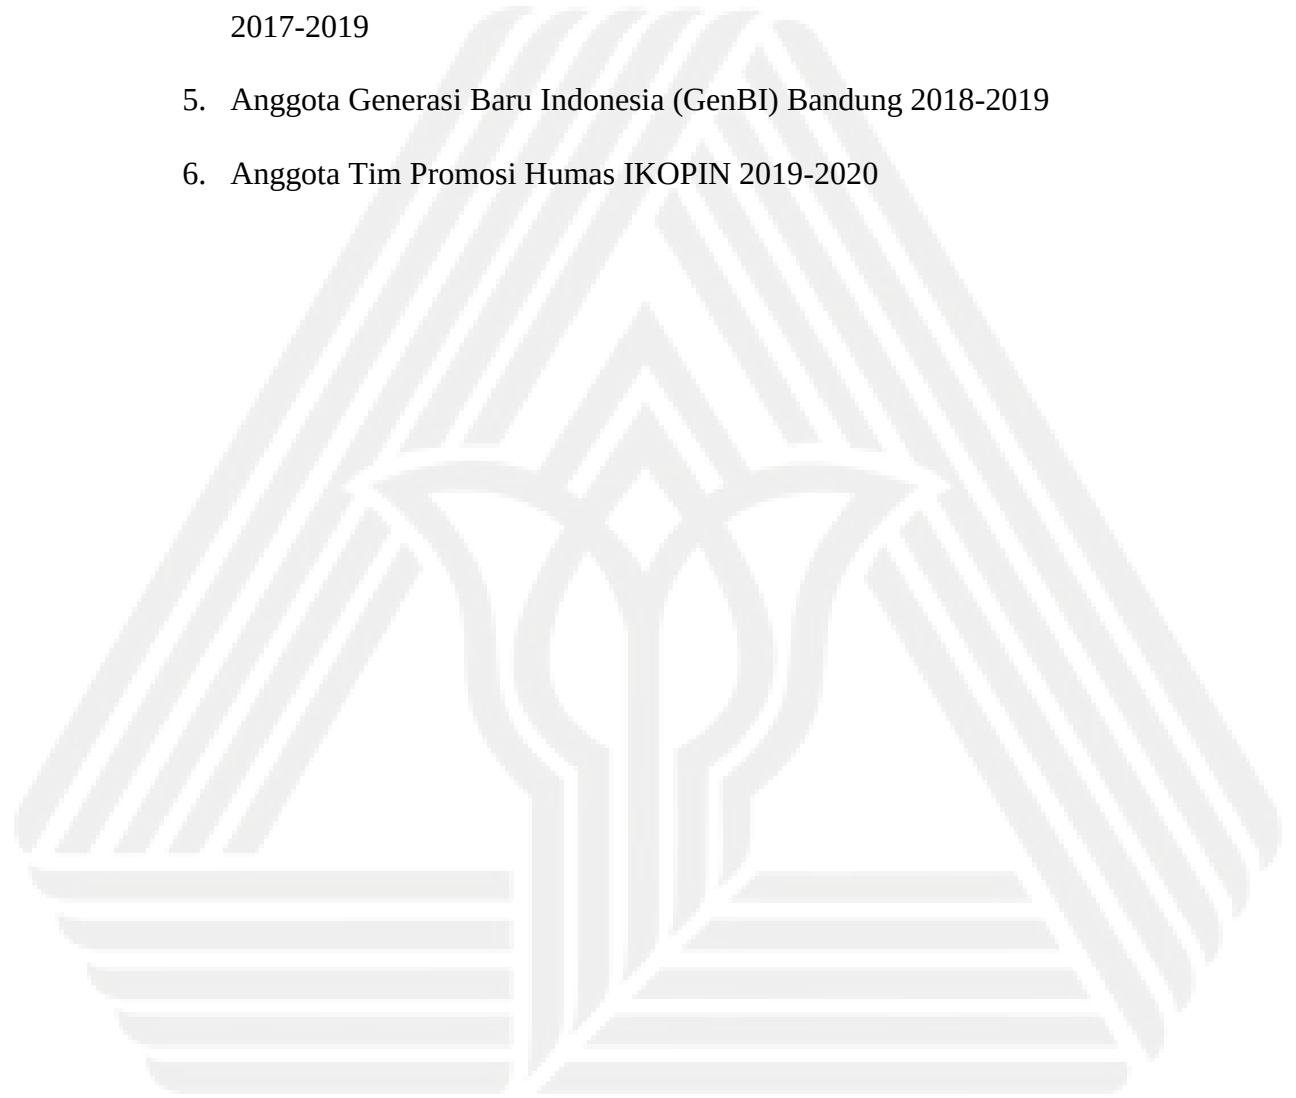 2017-2019
5. Anggota Generasi Baru Indonesia (GenBI) Bandung 2018-2019
6. Anggota Tim Promosi Humas IKOPIN 2019-2020